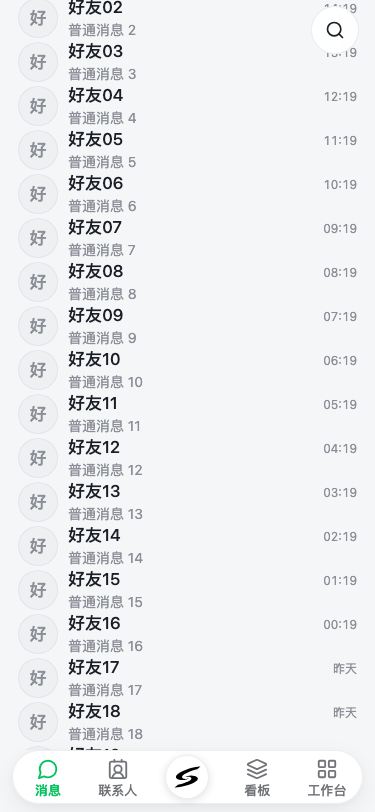 好友02
14:19
好
普通消息 2
好友03
13:19
好
普通消息 3
好友04
12:19
好
普通消息 4
好友05
11:19
好
普通消息 5
好友06
10:19
好
普通消息 6
好友07
09:19
好
普通消息 7
好友08
08:19
好
普通消息 8
好友09
07:19
好
普通消息 9
好友10
06:19
好
普通消息 10
好友11
05:19
好
普通消息 11
好友12
04:19
好
普通消息 12
好友13
03:19
好
普通消息 13
好友14
02:19
好
普通消息 14
好友15
01:19
好
普通消息 15
好友16
00:19
好
普通消息 16
好友17
昨天
好
普通消息 17
好友18
昨天
好
普通消息 18
消息
联系人
看板
工作台